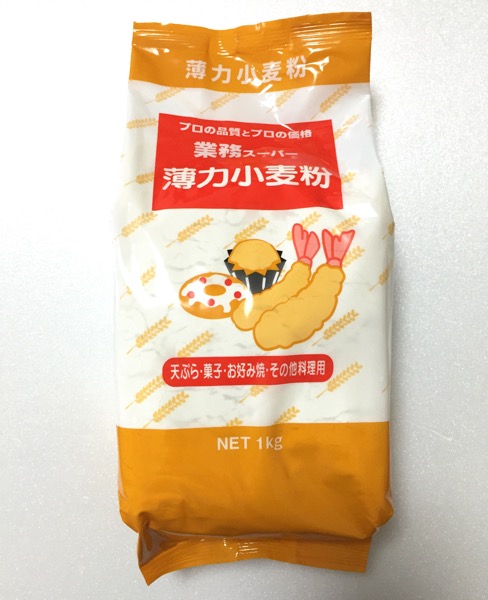 薄力小麦粉
プロの品質とプロの価格
業務スーパー
薄力小麦粉
天ぷら・菓子・お好み焼・その他料理用
NET 1kg